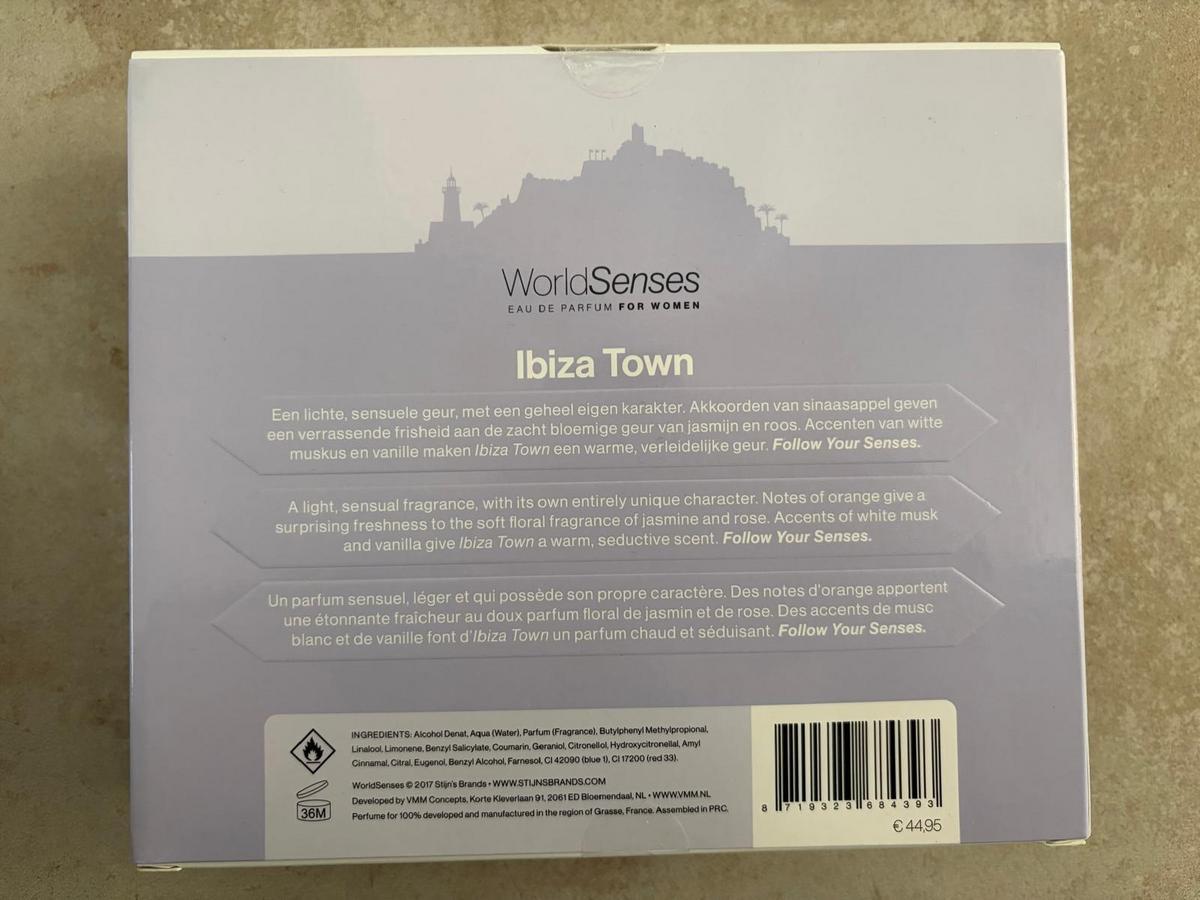 WorldSenses
EAU DE PARFUM FOR WOMEN
Ibiza Town
Een lichte, sensuele geur, met een geheel eigen karakter. Akkoorden van sinaasappel geven
een verrassende frisheid aan de zacht bloemige geur van jasmijn en roos. Accenten van witte
muskus en vanille maken Ibiza Town een warme, verleidelijke geur. Follow Your Senses.
A light, sensual fragrance, with its own entirely unique character. Notes of orange give a
surprising freshness to the soft floral fragrance of jasmine and rose. Accents of white musk
and vanilla give Ibiza Town a warm, seductive scent. Follow Your Senses.
Un parfum sensuel, léger et qui possède son propre caractère. Des notes d'orange apportent
une étonnante fraîcheur au doux parfum floral de jasmin et de rose. Des accents de musc
blanc et de vanille font d'Ibiza Town un parfum chaud et séduisant. Follow Your Senses.
INGREDIENTS: Alcohol Denat, Aqua (Water), Parfum (Fragrance), Butylphenyl Methylpropional,
Linalool, Limonene, Benzyl Salicylate, Coumarin, Geraniol, Citronellol, Hydroxycitronellal, Amyl
Cinnamal, Citral, Eugenol, Benzyl Alcohol, Farnesol, CI 42090 (blue 1), CI 17200 (red 33).
WorldSenses © 2017 Stijn's Brands • WWW.STIJNSBRANDS.COM
Developed by VMM Concepts, Korte Kleverlaan 91, 2061 ED Bloemendaal, NL • WWW.VMM.NL
Perfume for 100% developed and manufactured in the region of Grasse, France. Assembled in PRC.
36M
8 719323 684393
€ 44,95